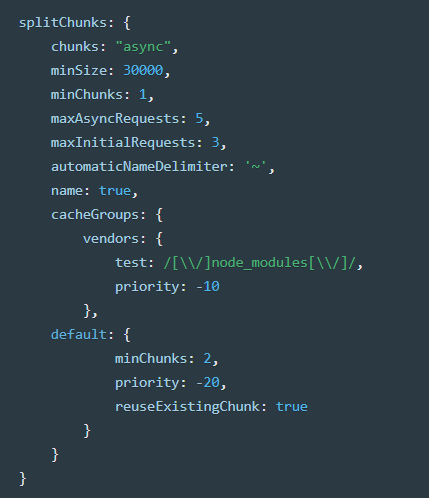 splitChunks: {
    chunks: "async",
    minSize: 30000,
    minChunks: 1,
    maxAsyncRequests: 5,
    maxInitialRequests: 3,
    automaticNameDelimiter: '~',
    name: true,
    cacheGroups: {
        vendors: {
            test: /[\\/]node_modules[\\/]/,
            priority: -10
        },
    default: {
            minChunks: 2,
            priority: -20,
            reuseExistingChunk: true
        }
    }
}